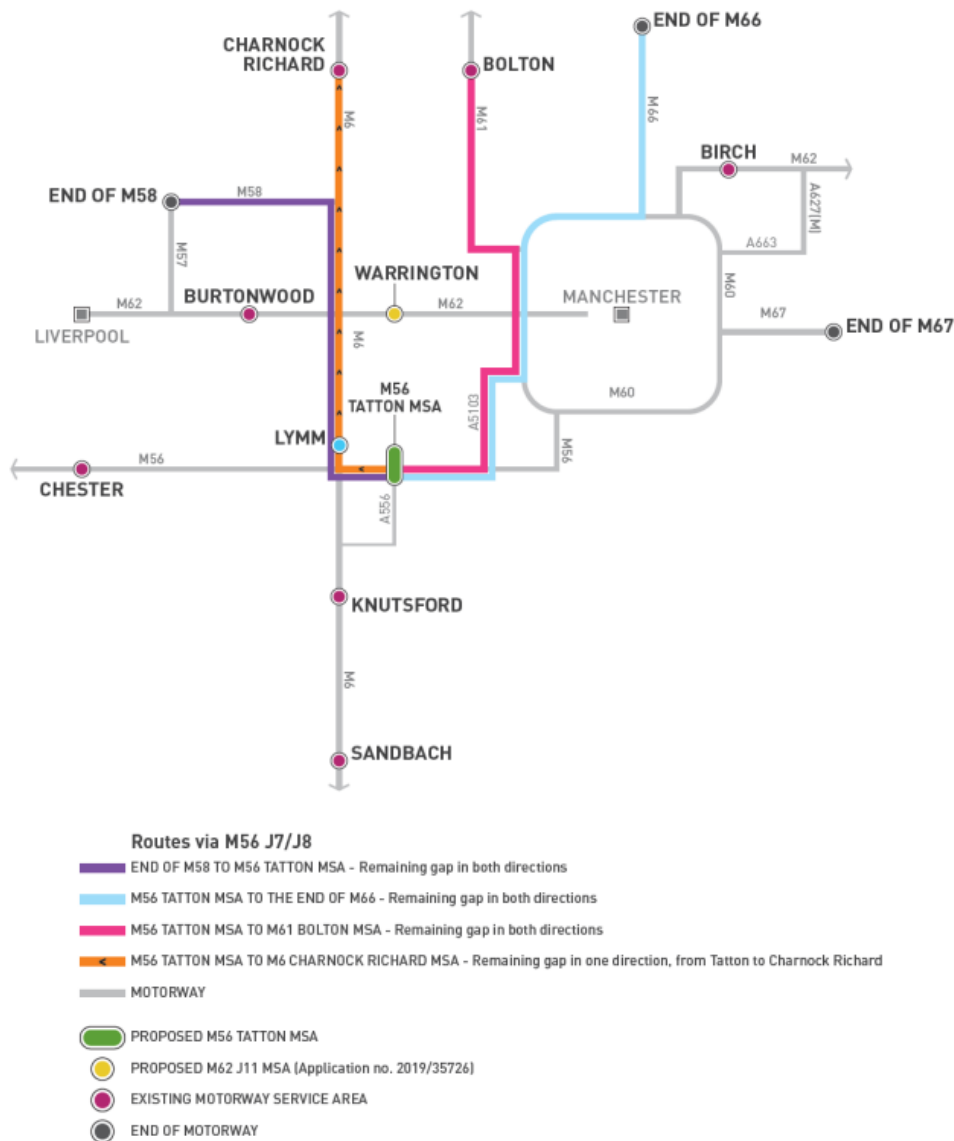 CHARNOCK
RICHARD
BOLTON
END OF M66
M6
M61
M66
BIRCH
M62
A627(M)
END OF M58
M58
M57
A663
M60
WARRINGTON
BURTONWOOD
M62
M62
MANCHESTER
LIVERPOOL
M67
END OF M67
M6
M56
TATTON MSA
M60
A5103
LYMM
M56
M56
CHESTER
A556
KNUTSFORD
M6
SANDBACH
Routes via M56 J7/J8
END OF M58 TO M56 TATTON MSA - Remaining gap in both directions
M56 TATTON MSA TO THE END OF M66 - Remaining gap in both directions
M56 TATTON MSA TO M61 BOLTON MSA - Remaining gap in both directions
M56 TATTON MSA TO M6 CHARNOCK RICHARD MSA - Remaining gap in one direction, from Tatton to Charnock Richard
MOTORWAY
PROPOSED M56 TATTON MSA
PROPOSED M62 J11 MSA (Application no. 2019/35726)
EXISTING MOTORWAY SERVICE AREA
END OF MOTORWAY